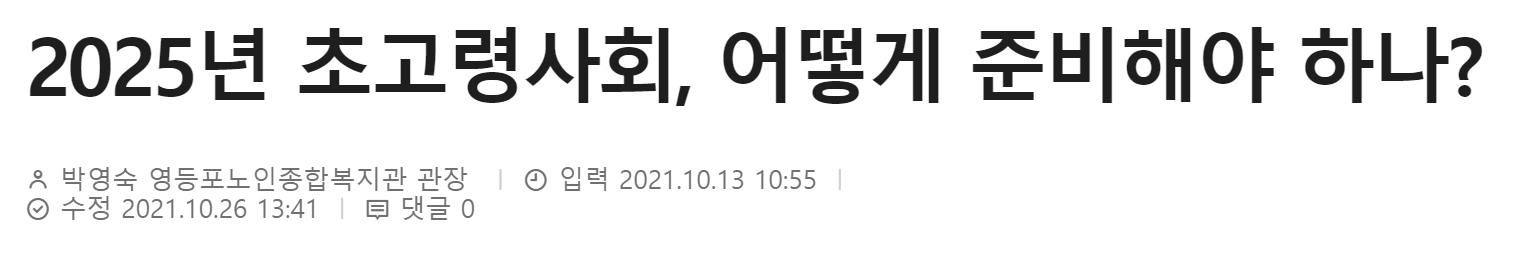 2025년 초고령사회, 어떻게 준비해야 하나?
박영숙 영등포노인종합복지관 관장 | 입력 2021.10.13 10:55 |
수정 2021.10.26 13:41 | 댓글 0